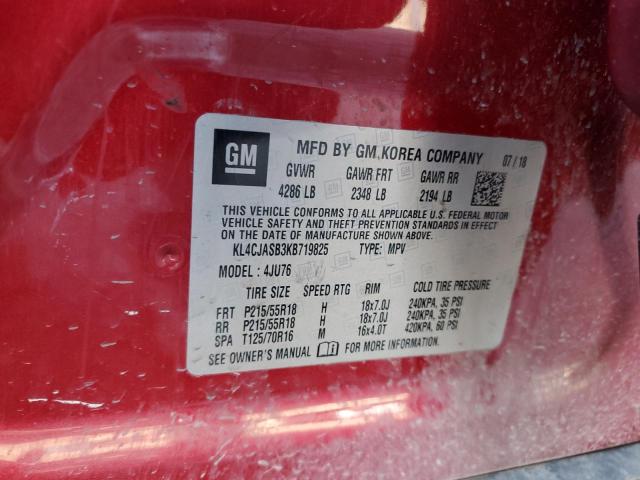 GM
MFD BY GM KOREA COMPANY 07/18
GVWR GAWR FRT GAWR RR
4286 LB 2348 LB 2194 LB
THIS VEHICLE CONFORMS TO ALL APPLICABLE U.S. FEDERAL MOTOR
VEHICLE SAFETY AND THEFT PREVENTION STANDARDS IN EFFECT
ON THE DATE OF MANUFACTURE SHOWN ABOVE.
KL4CJASB3KB719825 TYPE: MPV
MODEL: 4JU76
TIRE SIZE SPEED RTG RIM COLD TIRE PRESSURE
FRT P215/55R18 H 18x7.0J 240KPA, 35 PSI
RR P215/55R18 H 18x7.0J 240KPA, 35 PSI
SPA T125/70R16 M 16x4.0T 420KPA, 60 PSI
SEE OWNER'S MANUAL FOR MORE INFORMATION.